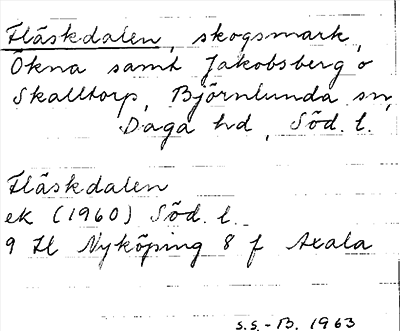 Fläskdalen, skogsmark,
Ökna samt Jakobsberg o
Skalltorp, Björnlunda sn,
Daga hd, Söd. l.
Fläskdalen
ek (1960) Söd. l.
9 H Nyköping 8 f Axala
S.S.-B. 1963